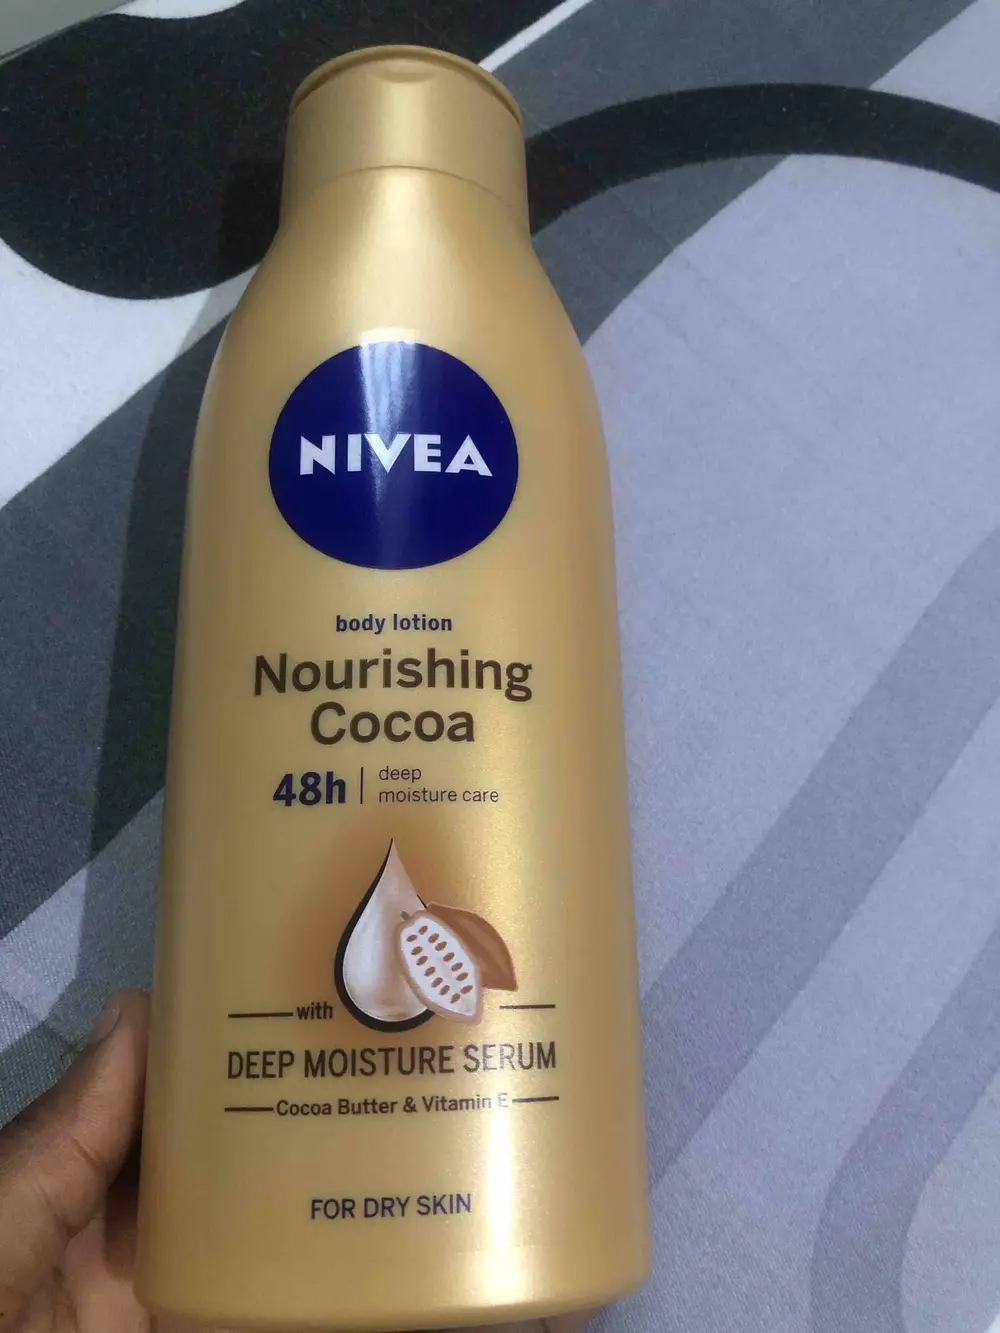 NIVEA
body lotion
Nourishing
Cocoa
48h | deep
moisture care
with
DEEP MOISTURE SERUM
Cocoa Butter & Vitamin E
FOR DRY SKIN